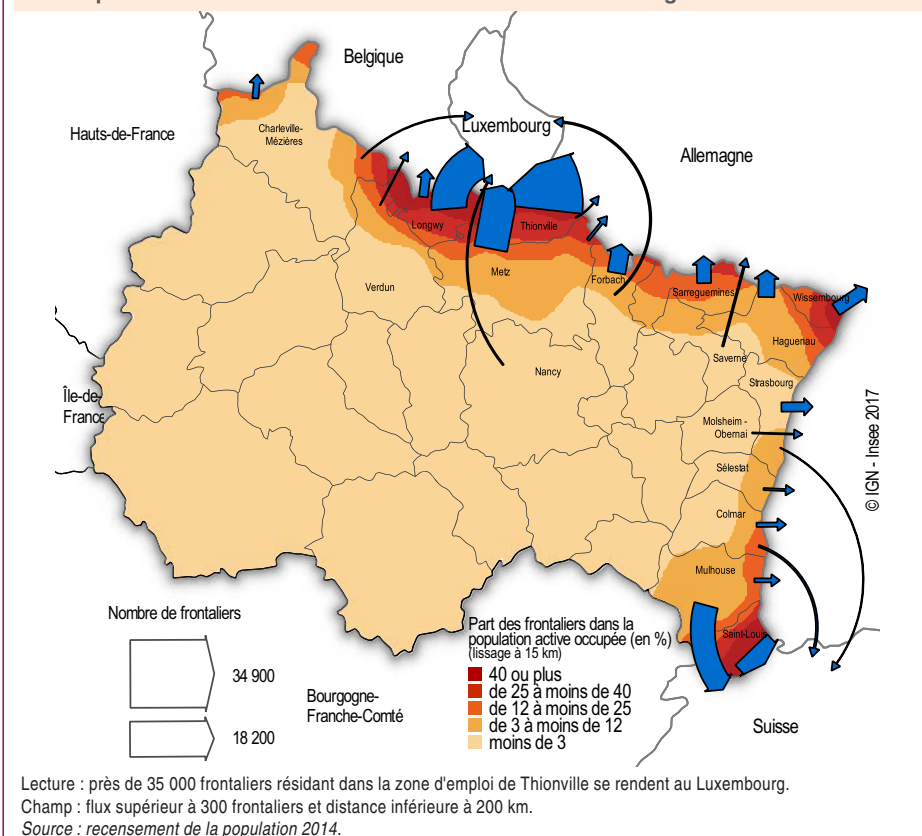 Belgique
Hauts-de-France
Charleville-
Mézières
Luxembourg
Allemagne
Longwy
Thionville
Verdun
Metz
Forbach
Sarreguemines
Wissembourg
Haguenau
Saverne
Île-de-
France
Nancy
Strasbourg
Molsheim -
Obernai
Sélestat
Colmar
Mulhouse
Saint-Louis
© IGN - Insee 2017
Nombre de frontaliers
34 900
18 200
Bourgogne-
Franche-Comté
Suisse
Part des frontaliers dans la
population active occupée (en %)
(lissage à 15 km)
40 ou plus
de 25 à moins de 40
de 12 à moins de 25
de 3 à moins de 12
moins de 3
Lecture : près de 35 000 frontaliers résidant dans la zone d'emploi de Thionville se rendent au Luxembourg.
Champ : flux supérieur à 300 frontaliers et distance inférieure à 200 km.
Source : recensement de la population 2014.